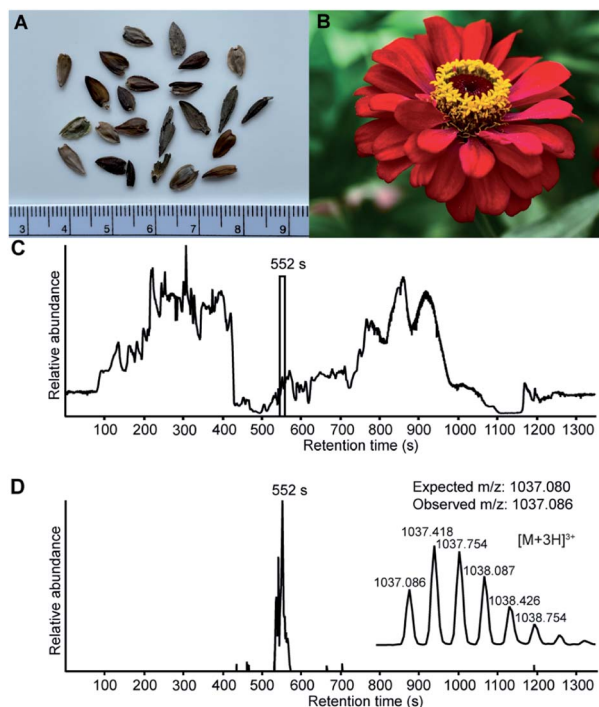 A
B
3 4 5 6 7 8 9
C
552 s
Relative abundance
100 200 300 400 500 600 700 800 900 1000 1100 1200 1300
Retention time (s)
D
552 s
Expected m/z: 1037.080
Observed m/z: 1037.086
[M+3H]³⁺
1037.418
1037.754
1037.086
1038.087
1038.426
1038.754
Relative abundance
100 200 300 400 500 600 700 800 900 1000 1100 1200 1300
Retention time (s)